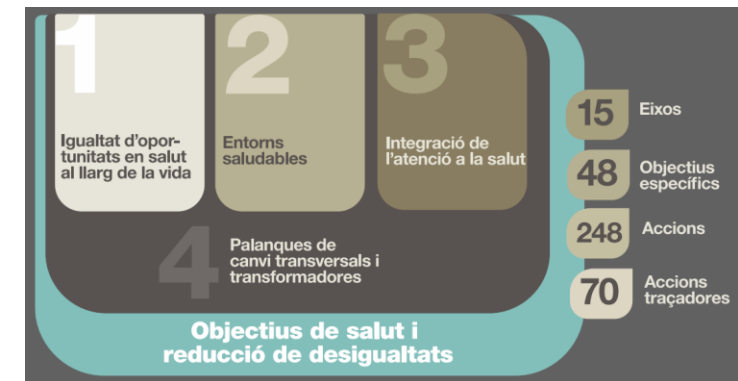 1
Igualtat d'opor-
tunitats en salut
al llarg de la vida
2
Entorns
saludables
3
Integració de
l'atenció a la salut
4
Palanques de
canvi transversals i
transformadores
Objectius de salut i
reducció de desigualtats
15
Eixos
48
Objectius
específics
248
Accions
70
Accions
traçadores